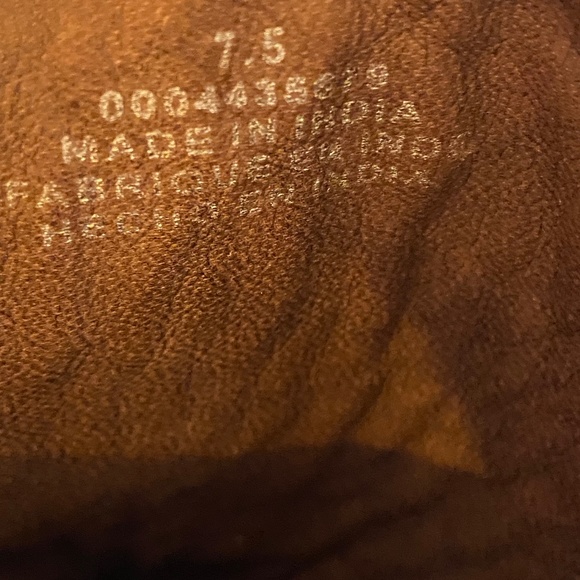 7.5
MADE IN INDIA
FABRIQUE EN INDE
HECHO EN INDIA